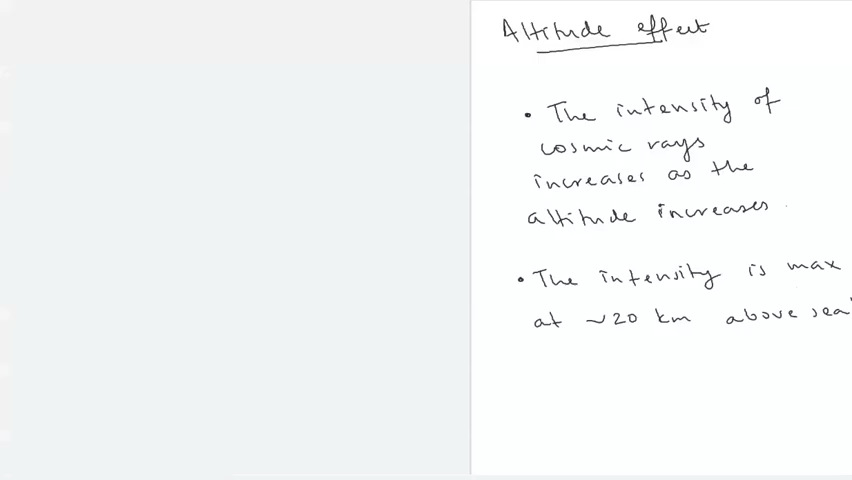 Altitude effect
• The intensity of
cosmic rays
increases as the
altitude increases.
• The intensity is max
at ~20 km above sea